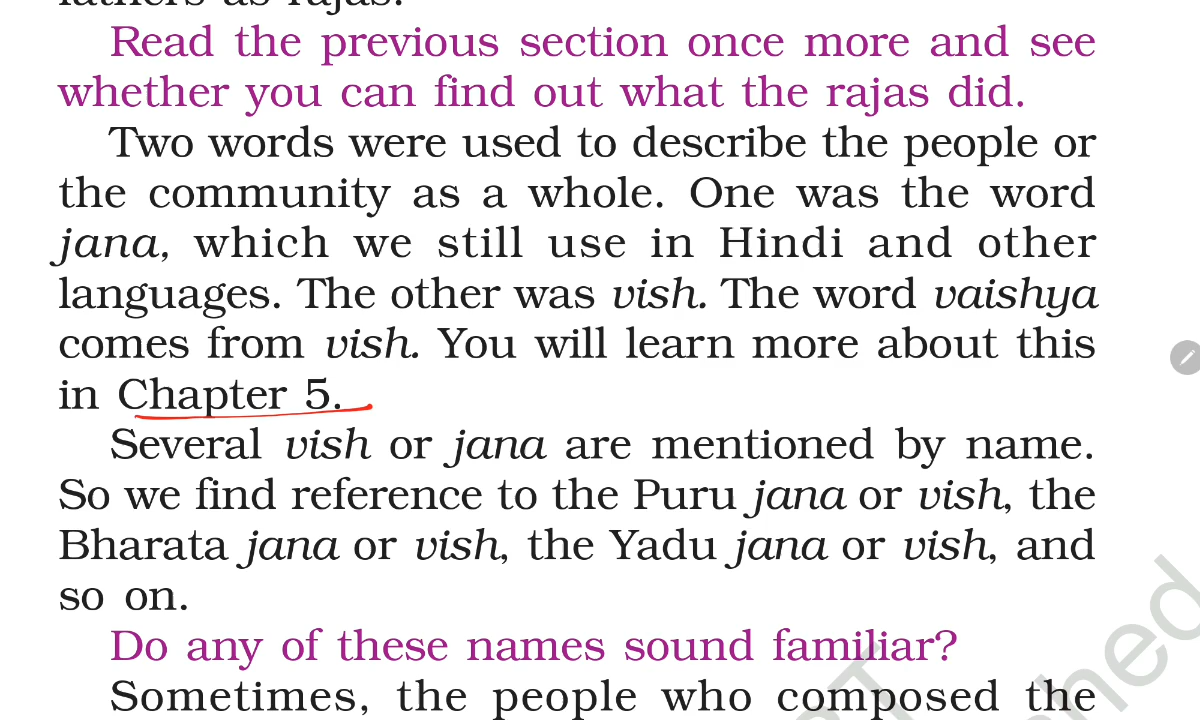 fathers as rajas.
Read the previous section once more and see
whether you can find out what the rajas did.
Two words were used to describe the people or
the community as a whole. One was the word
jana, which we still use in Hindi and other
languages. The other was vish. The word vaishya
comes from vish. You will learn more about this
in Chapter 5.
Several vish or jana are mentioned by name.
So we find reference to the Puru jana or vish, the
Bharata jana or vish, the Yadu jana or vish, and
so on.
Do any of these names sound familiar?
Sometimes, the people who composed the